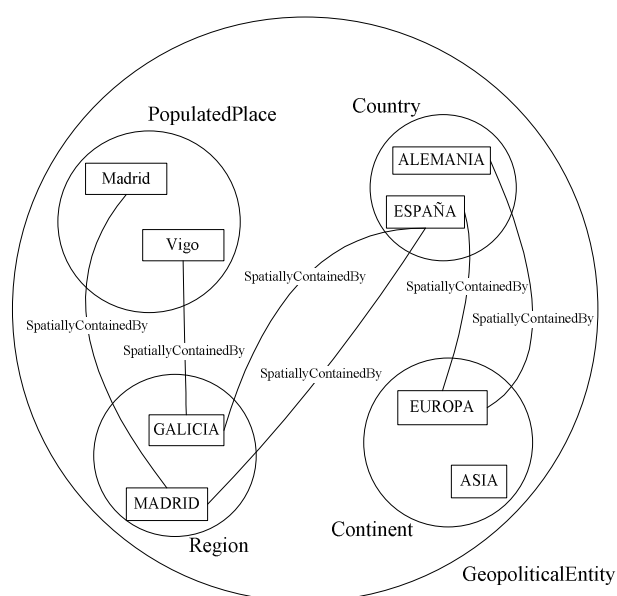 PopulatedPlace
Country
Madrid
ALEMANIA
ESPAÑA
Vigo
SpatiallyContainedBy
SpatiallyContainedBy
SpatiallyContainedBy
SpatiallyContainedBy
SpatiallyContainedBy
SpatiallyContainedBy
GALICIA
EUROPA
ASIA
MADRID
Continent
Region
GeopoliticalEntity